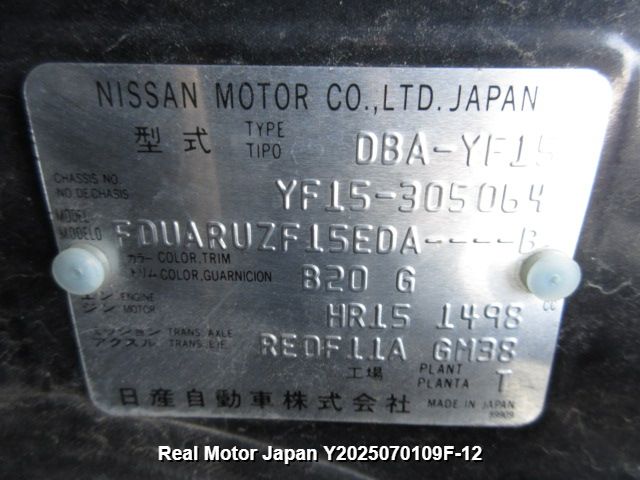 NISSAN MOTOR CO.,LTD. JAPAN
型式 TYPE TIPO DBA-YF15
CHASSIS NO. NO. DE CHASIS YF15-305064
MODEL MODELO FDUARUZF15EDA----B
カラー COLOR,TRIM
トリム COLOR,GUARNICION B20 G
エンジン ENGINE MOTOR HR15 1498 CC
ミッション TRANS. AXLE
アクスル TRANS. EJE RE0F11A GM38
工場 PLANT PLANTA T
日産自動車株式会社 MADE IN JAPAN
Real Motor Japan Y2025070109F-12